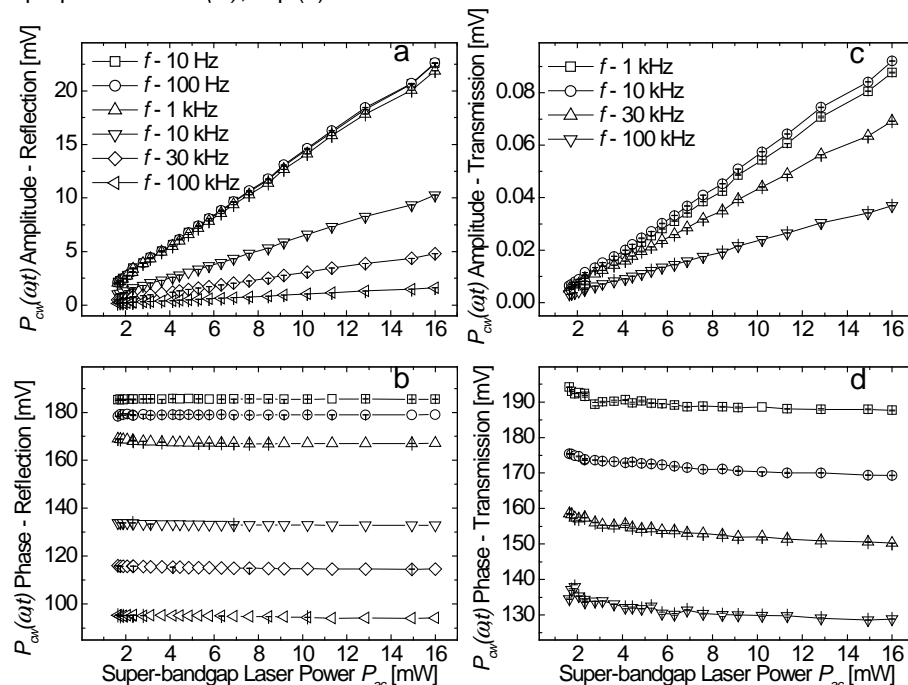 a
f - 10 Hz
f - 100 Hz
f - 1 kHz
f - 10 kHz
f - 30 kHz
f - 100 kHz
20
15
10
5
0
2 4 6 8 10 12 14 16
P_cw(ωt) Amplitude - Reflection [mV]
c
f - 1 kHz
f - 10 kHz
f - 30 kHz
f - 100 kHz
0.08
0.06
0.04
0.02
0.00
2 4 6 8 10 12 14 16
P_cw(ωt) Amplitude - Transmission [mV]
b
180
160
140
120
100
2 4 6 8 10 12 14 16
P_cw(ωt) Phase - Reflection [mV]
Super-bandgap Laser Power P_ac [mW]
d
190
170
150
130
2 4 6 8 10 12 14 16
P_cw(ωt) Phase - Transmission [mV]
Super-bandgap Laser Power P_ac [mW]